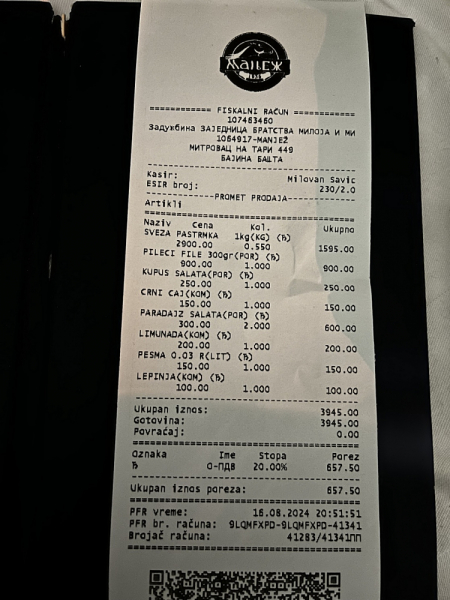 Мањеж
============ FISKALNI RAČUN ============
107463460
Задужбина ЗАЈЕДНИЦА БРАТСТВА МИЛОЈА И МИ
1064917-MANJEŽ
МИТРОВАЦ НА ТАРИ 449
БАЈИНА БАШТА
Kasir: Milovan Savic
ESIR broj: 230/2.0
-------------PROMET PRODAJA-------------
Artikli
Naziv Cena Kol. Ukupno
SVEZA PASTRMKA 1kg(KG) (Ђ)
2900.00 0.550 1595.00
PILECI FILE 300gr(POR) (Ђ)
900.00 1.000 900.00
KUPUS SALATA(POR) (Ђ)
250.00 1.000 250.00
CRNI CAJ(KOM) (Ђ)
150.00 1.000 150.00
PARADAJZ SALATA(POR) (Ђ)
300.00 2.000 600.00
LIMUNADA(KOM) (Ђ)
200.00 1.000 200.00
PESMA 0.03 R(LIT) (Ђ)
150.00 1.000 150.00
LEPINJA(KOM) (Ђ)
100.00 1.000 100.00
Ukupan iznos: 3945.00
Gotovina: 3945.00
Povraćaj: 0.00
Oznaka Ime Stopa Porez
Ђ О-ПДВ 20.00% 657.50
Ukupan iznos poreza: 657.50
PFR vreme: 16.08.2024 20:51:51
PFR br. računa: 9LQMFXPD-9LQMFXPD-41341
Brojač računa: 41283/41341ПП